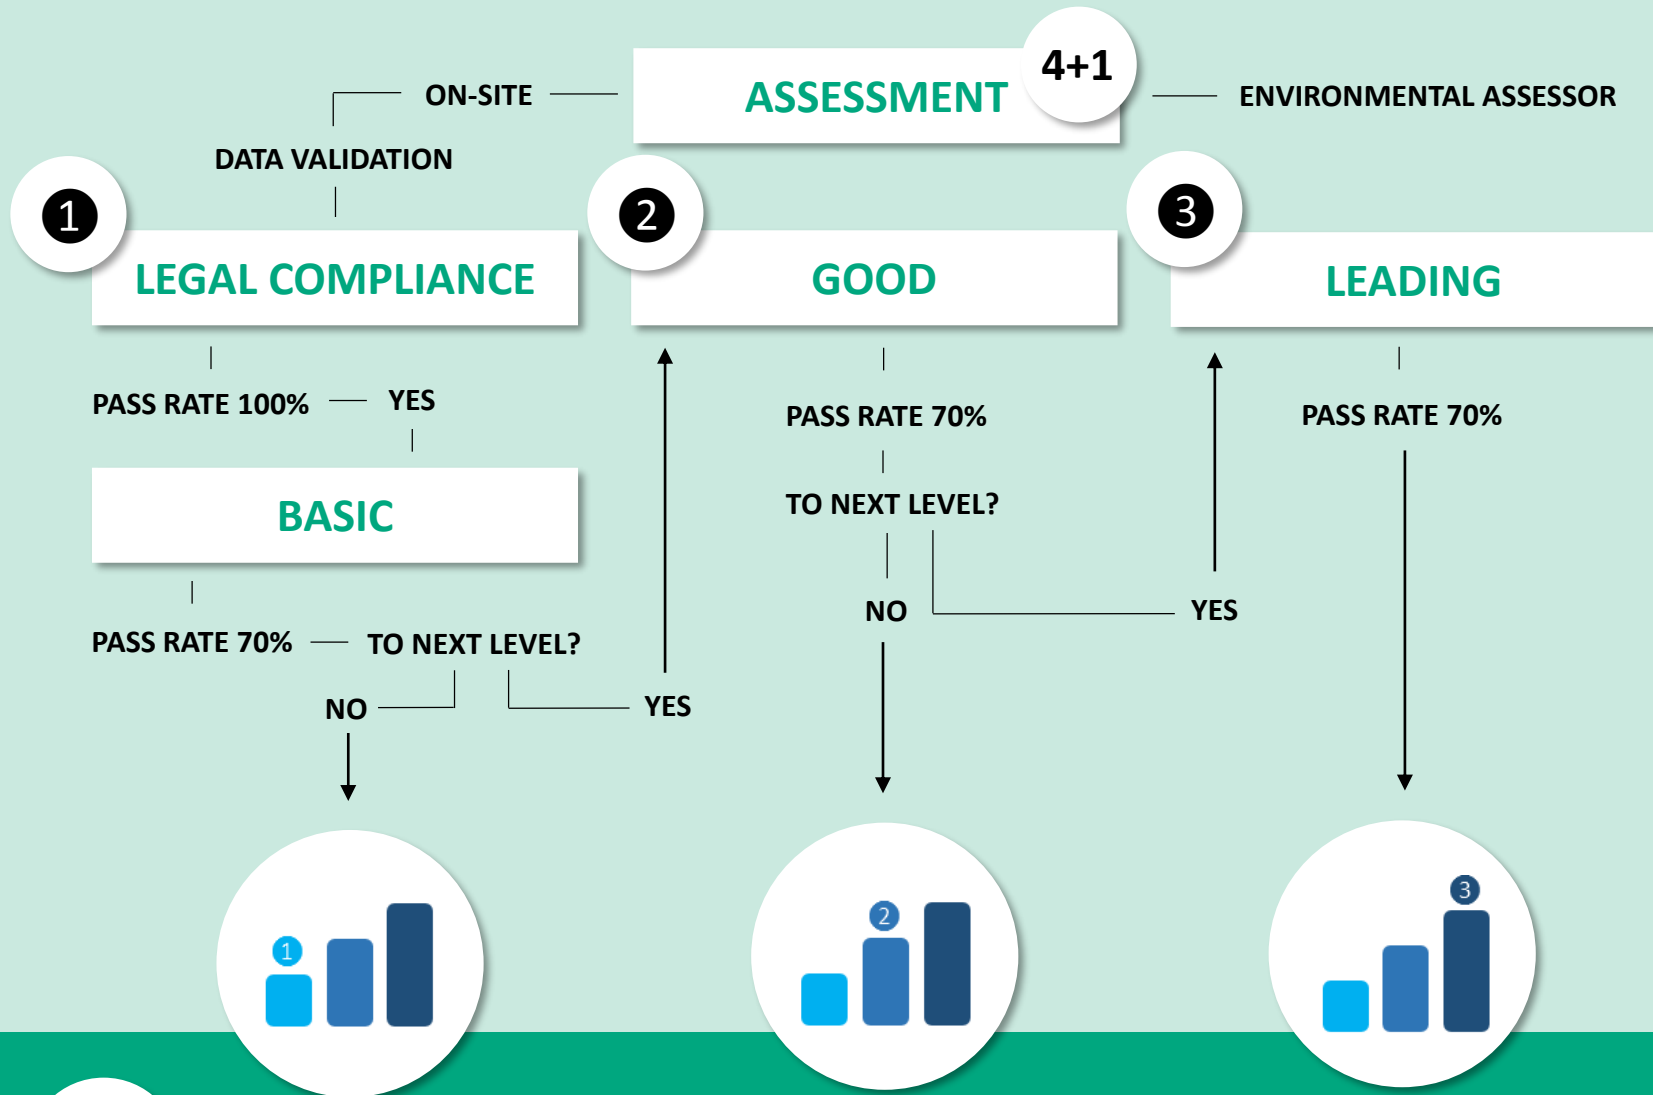 4+1
ON-SITE
ASSESSMENT
ENVIRONMENTAL ASSESSOR
DATA VALIDATION
1
2
3
LEGAL COMPLIANCE
GOOD
LEADING
PASS RATE 100%
YES
PASS RATE 70%
PASS RATE 70%
BASIC
TO NEXT LEVEL?
NO
YES
PASS RATE 70%
TO NEXT LEVEL?
NO
YES
1
2
3